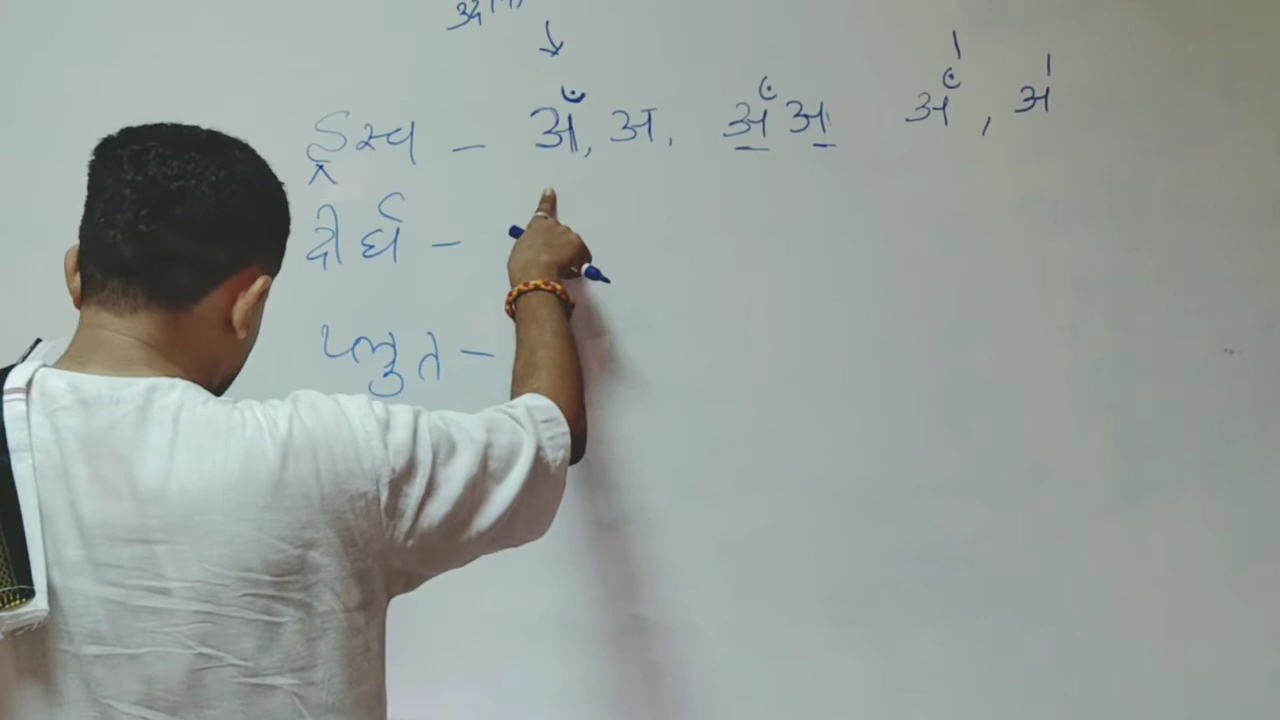 ↓
ह्रस्व - अँ, अ, अँ॒ अ॒ अँ॑, अ॑
दीर्घ -
प्लुत -